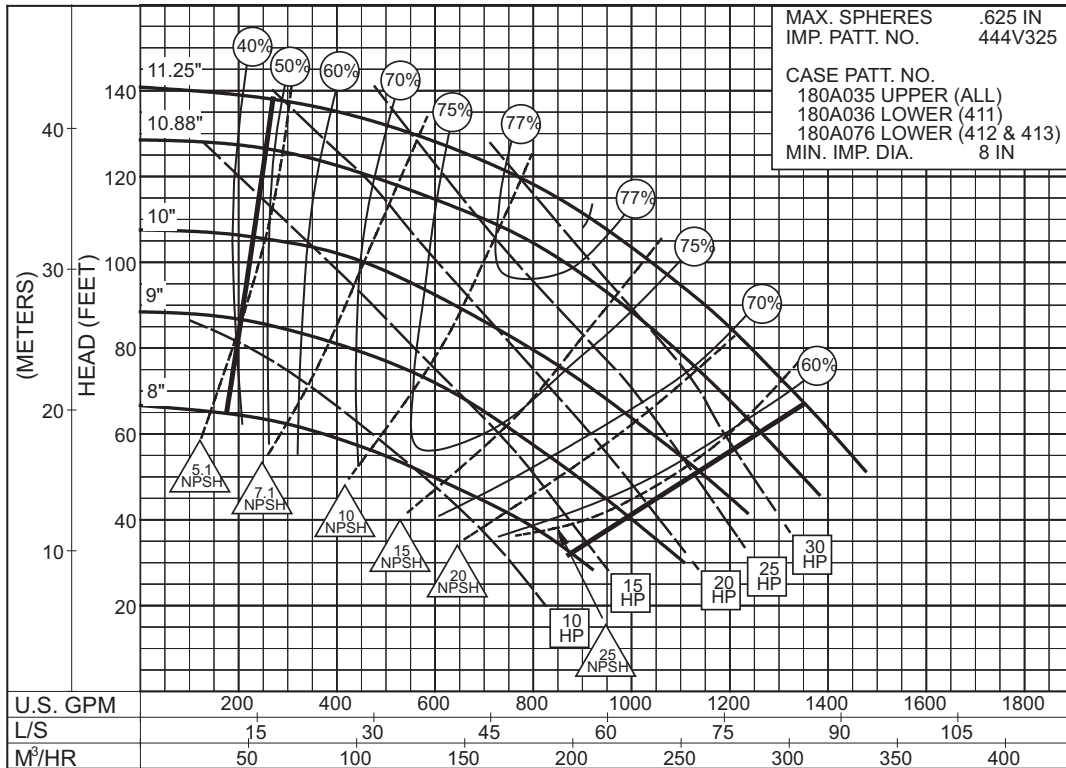 MAX. SPHERES .625 IN
IMP. PATT. NO. 444V325
CASE PATT. NO.
180A035 UPPER (ALL)
180A036 LOWER (411)
180A076 LOWER (412 & 413)
MIN. IMP. DIA. 8 IN
40% 50% 60% 70% 75% 77%
77%
75%
70%
60%
11.25"
10.88"
10"
9"
8"
(METERS)
40
30
20
10
HEAD (FEET)
140
120
100
80
60
40
20
5.1
NPSH
7.1
NPSH
10
NPSH
15
NPSH
20
NPSH
25
NPSH
10
HP
15
HP
20
HP
25
HP
30
HP
U.S. GPM 200 400 600 800 1000 1200 1400 1600 1800
L/S 15 30 45 60 75 90 105
M³/HR 50 100 150 200 250 300 350 400